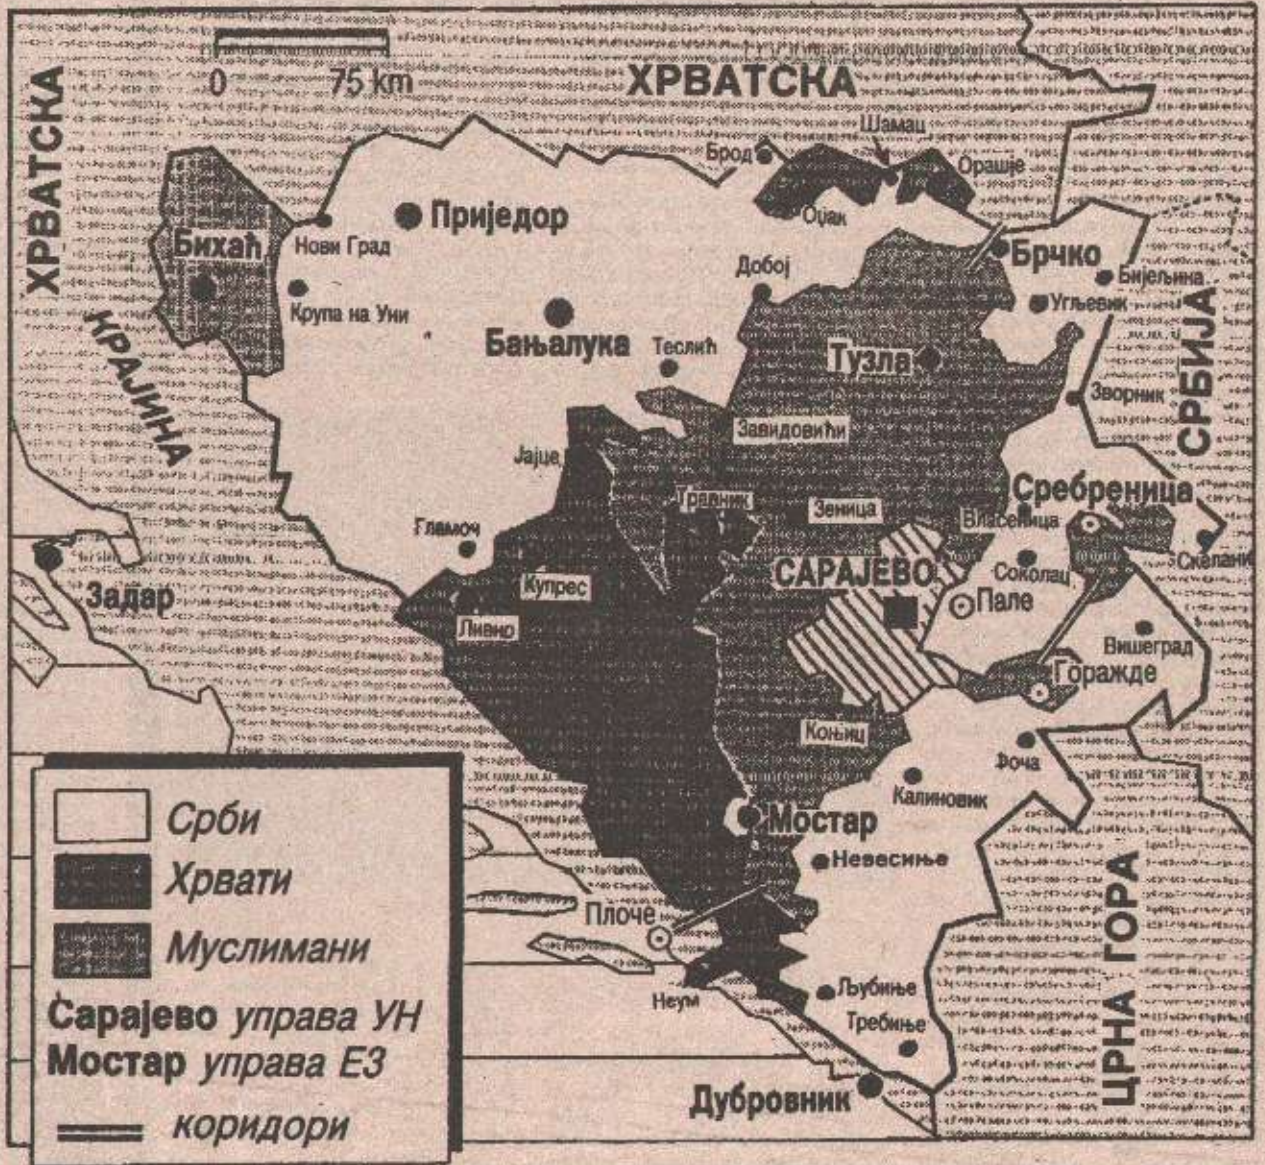 0 75 km
ХРВАТСКА
ХРВАТСКА
Шамац
Брод
Орашје
Оџак
Приједор
Нови Град
Бихаћ
Крупа на Уни
Добој
Брчко
Бијељина
Угљевик
Бањалука
Теслић
Тузла
КРАЈИНА
СРБИЈА
Зворник
Завидовићи
Јајце
Травник
Зеница
Сребреница
Власеница
Гламоч
Соколац
Скелани
САРАЈЕВО
Пале
Купрес
Ливно
Задар
Вишеград
Горажде
Коњиц
Фоча
Калиновик
Мостар
Невесиње
Плоче
Неум
Љубиње
Требиње
Дубровник
ЦРНА ГОРА
Срби
Хрвати
Муслимани
Сарајево управа УН
Мостар управа ЕЗ
коридори